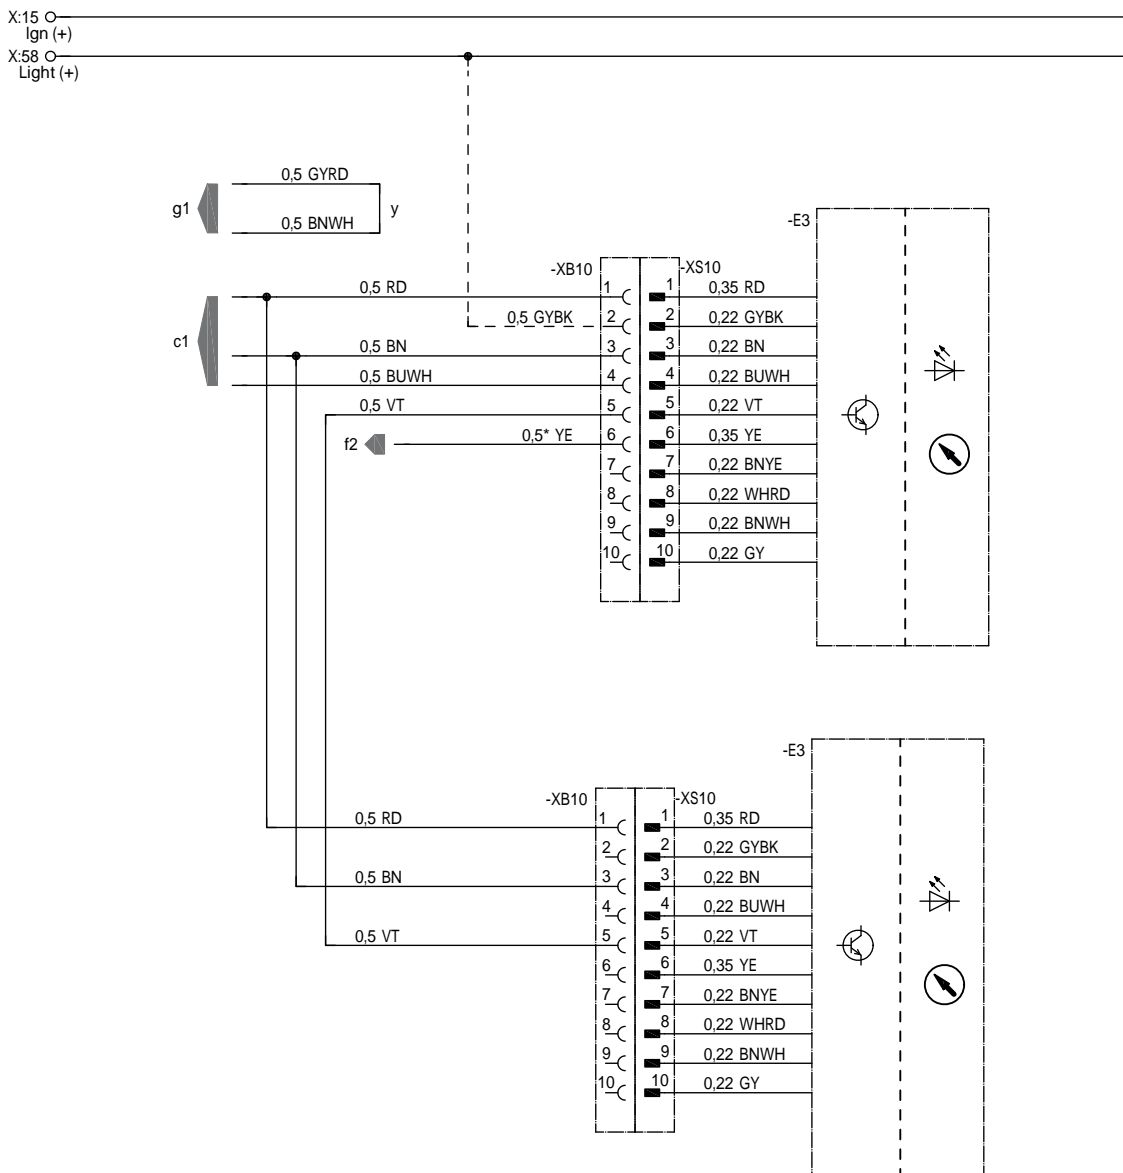 X:15
Ign (+)
X:58
Light (+)
0,5 GYRD
g1
y
0,5 BNWH
-E3
-XB10 -XS10
0,5 RD 1 1 0,35 RD
0,5 GYBK 2 2 0,22 GYBK
c1
0,5 BN 3 3 0,22 BN
0,5 BUWH 4 4 0,22 BUWH
0,5 VT 5 5 0,22 VT
f2 0,5* YE 6 6 0,35 YE
7 7 0,22 BNYE
8 8 0,22 WHRD
9 9 0,22 BNWH
10 10 0,22 GY
-E3
-XB10 -XS10
0,5 RD 1 1 0,35 RD
2 2 0,22 GYBK
0,5 BN 3 3 0,22 BN
4 4 0,22 BUWH
0,5 VT 5 5 0,22 VT
6 6 0,35 YE
7 7 0,22 BNYE
8 8 0,22 WHRD
9 9 0,22 BNWH
10 10 0,22 GY